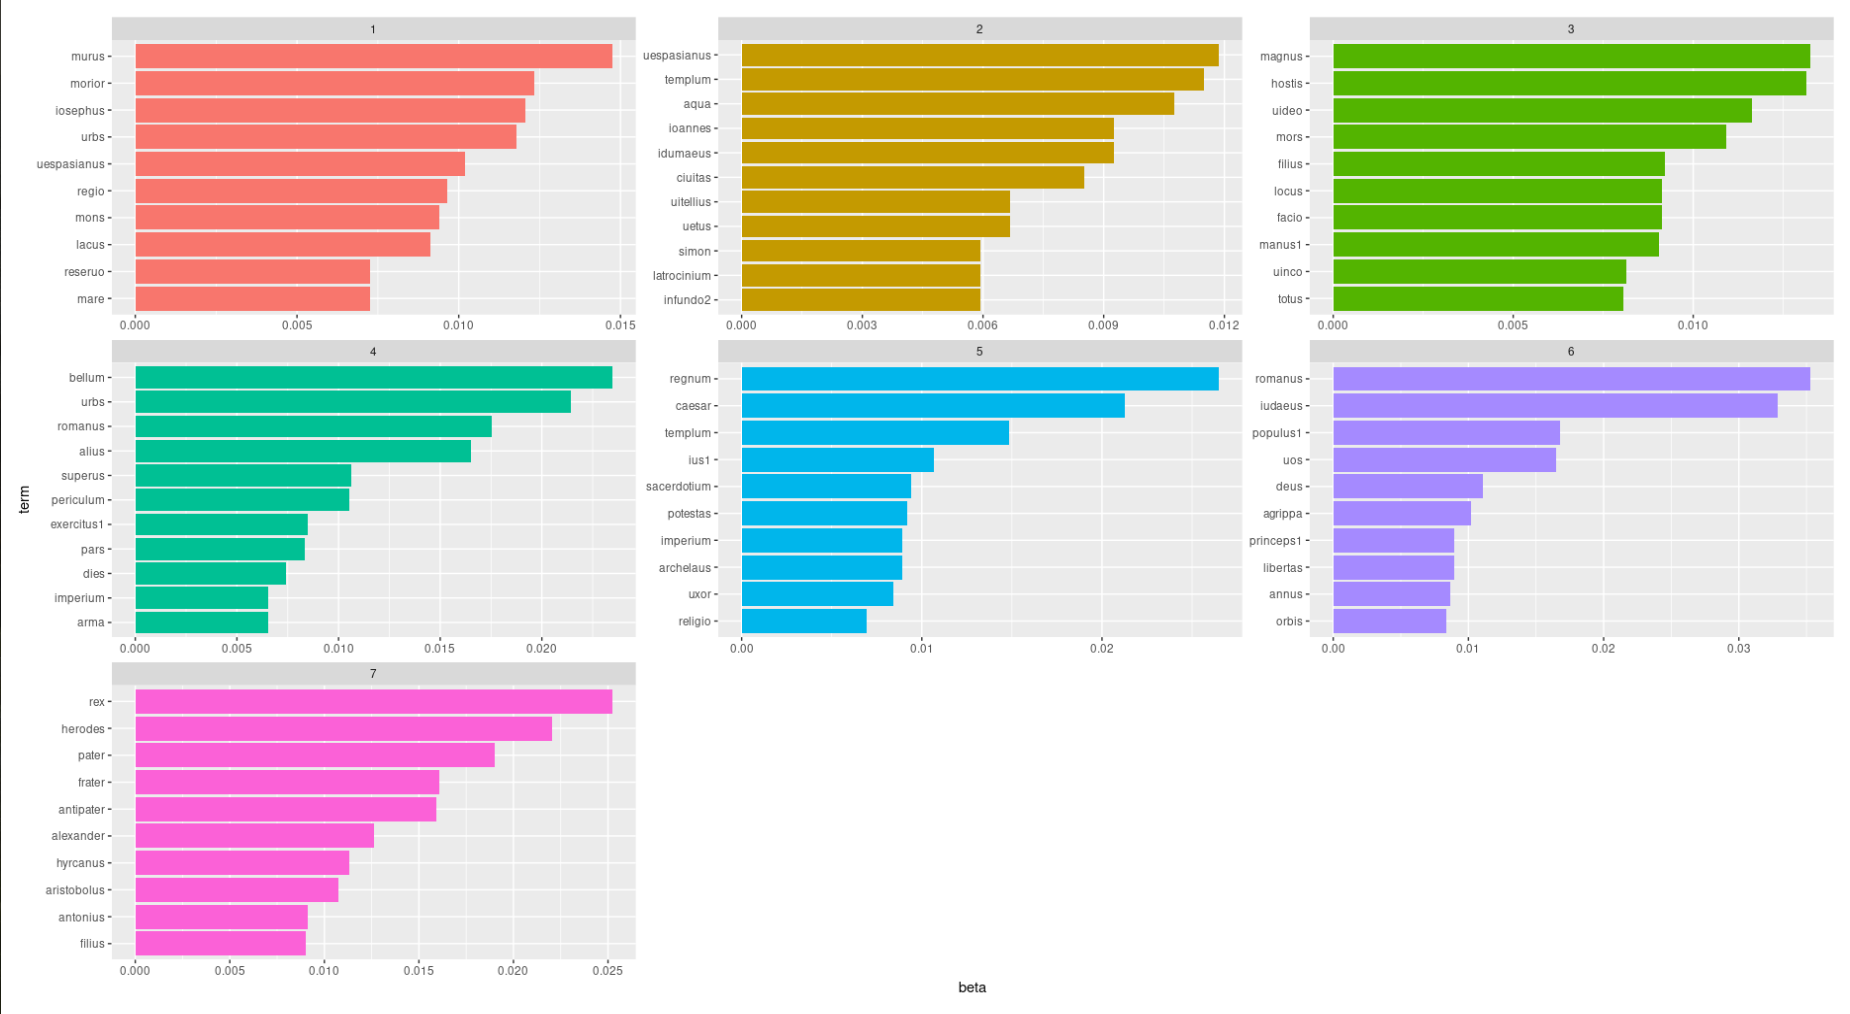 1
murus
morior
iosephus
urbs
uespasianus
regio
mons
lacus
reseruo
mare
0.000 0.005 0.010 0.015
2
uespasianus
templum
aqua
ioannes
idumaeus
ciuitas
uitellius
uetus
simon
latrocinium
infundo2
0.000 0.003 0.006 0.009 0.012
3
magnus
hostis
uideo
mors
filius
locus
facio
manus1
uinco
totus
0.000 0.005 0.010
4
bellum
urbs
romanus
alius
superus
periculum
exercitus1
pars
dies
imperium
arma
0.000 0.005 0.010 0.015 0.020
5
regnum
caesar
templum
ius1
sacerdotium
potestas
imperium
archelaus
uxor
religio
0.00 0.01 0.02
6
romanus
iudaeus
populus1
uos
deus
agrippa
princeps1
libertas
annus
orbis
0.00 0.01 0.02 0.03
7
rex
herodes
pater
frater
antipater
alexander
hyrcanus
aristobolus
antonius
filius
0.000 0.005 0.010 0.015 0.020 0.025
term
beta